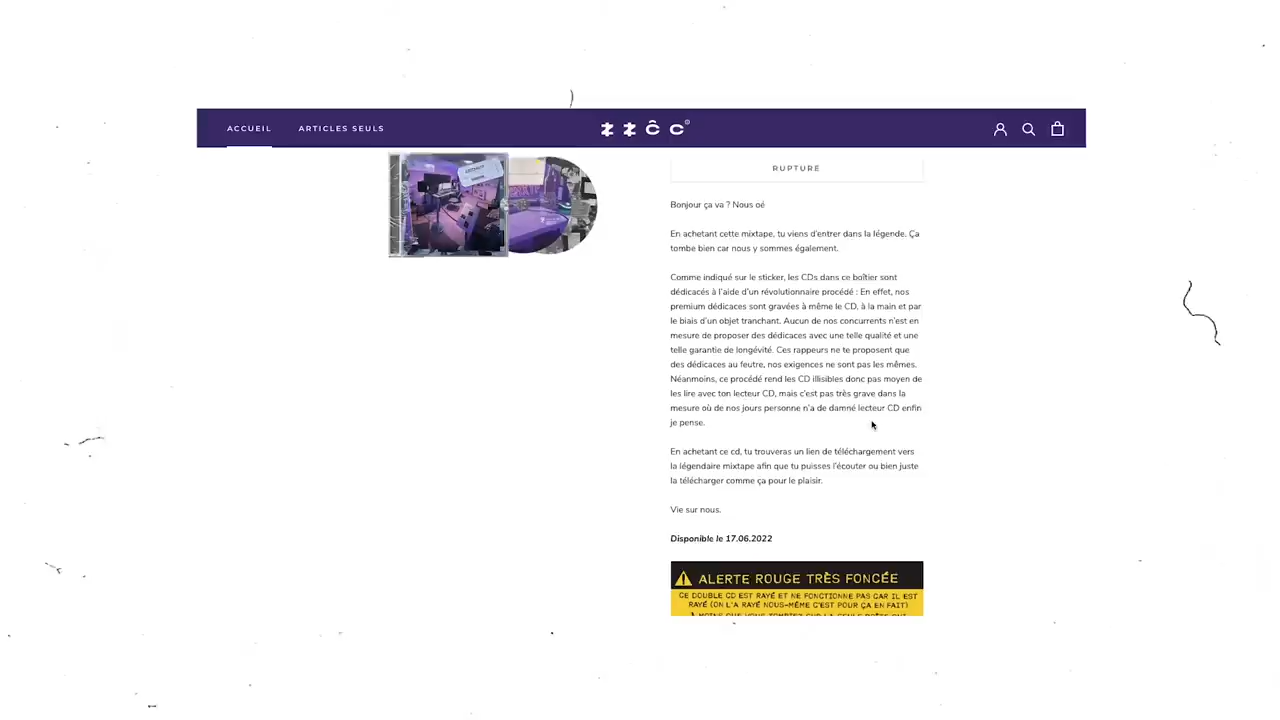 ACCUEIL
ARTICLES SEULS
RUPTURE
Bonjour ça va ? Nous oé
En achetant cette mixtape, tu viens d'entrer dans la légende. Ça
tombe bien car nous y sommes également.
Comme indiqué sur le sticker, les CDs dans ce boîtier sont
dédicacés à l'aide d'un révolutionnaire procédé : En effet, nos
premium dédicaces sont gravées à même le CD, à la main et par
le biais d'un objet tranchant. Aucun de nos concurrents n'est en
mesure de proposer des dédicaces avec une telle qualité et une
telle garantie de longévité. Ces rappeurs ne te proposent que
des dédicaces au feutre, nos exigences ne sont pas les mêmes.
Néanmoins, ce procédé rend les CD illisibles donc pas moyen de
les lire avec ton lecteur CD, mais c'est pas très grave dans la
mesure où de nos jours personne n'a de damné lecteur CD enfin
je pense.
En achetant ce cd, tu trouveras un lien de téléchargement vers
la légendaire mixtape afin que tu puisses l'écouter ou bien juste
la télécharger comme ça pour le plaisir.
Vie sur nous.
Disponible le 17.06.2022
ALERTE ROUGE TRÈS FONCÉE
CE DOUBLE CD EST RAYÉ ET NE FONCTIONNE PAS CAR IL EST
RAYÉ (ON L'A RAYÉ NOUS-MÊME C'EST POUR ÇA EN FAIT)